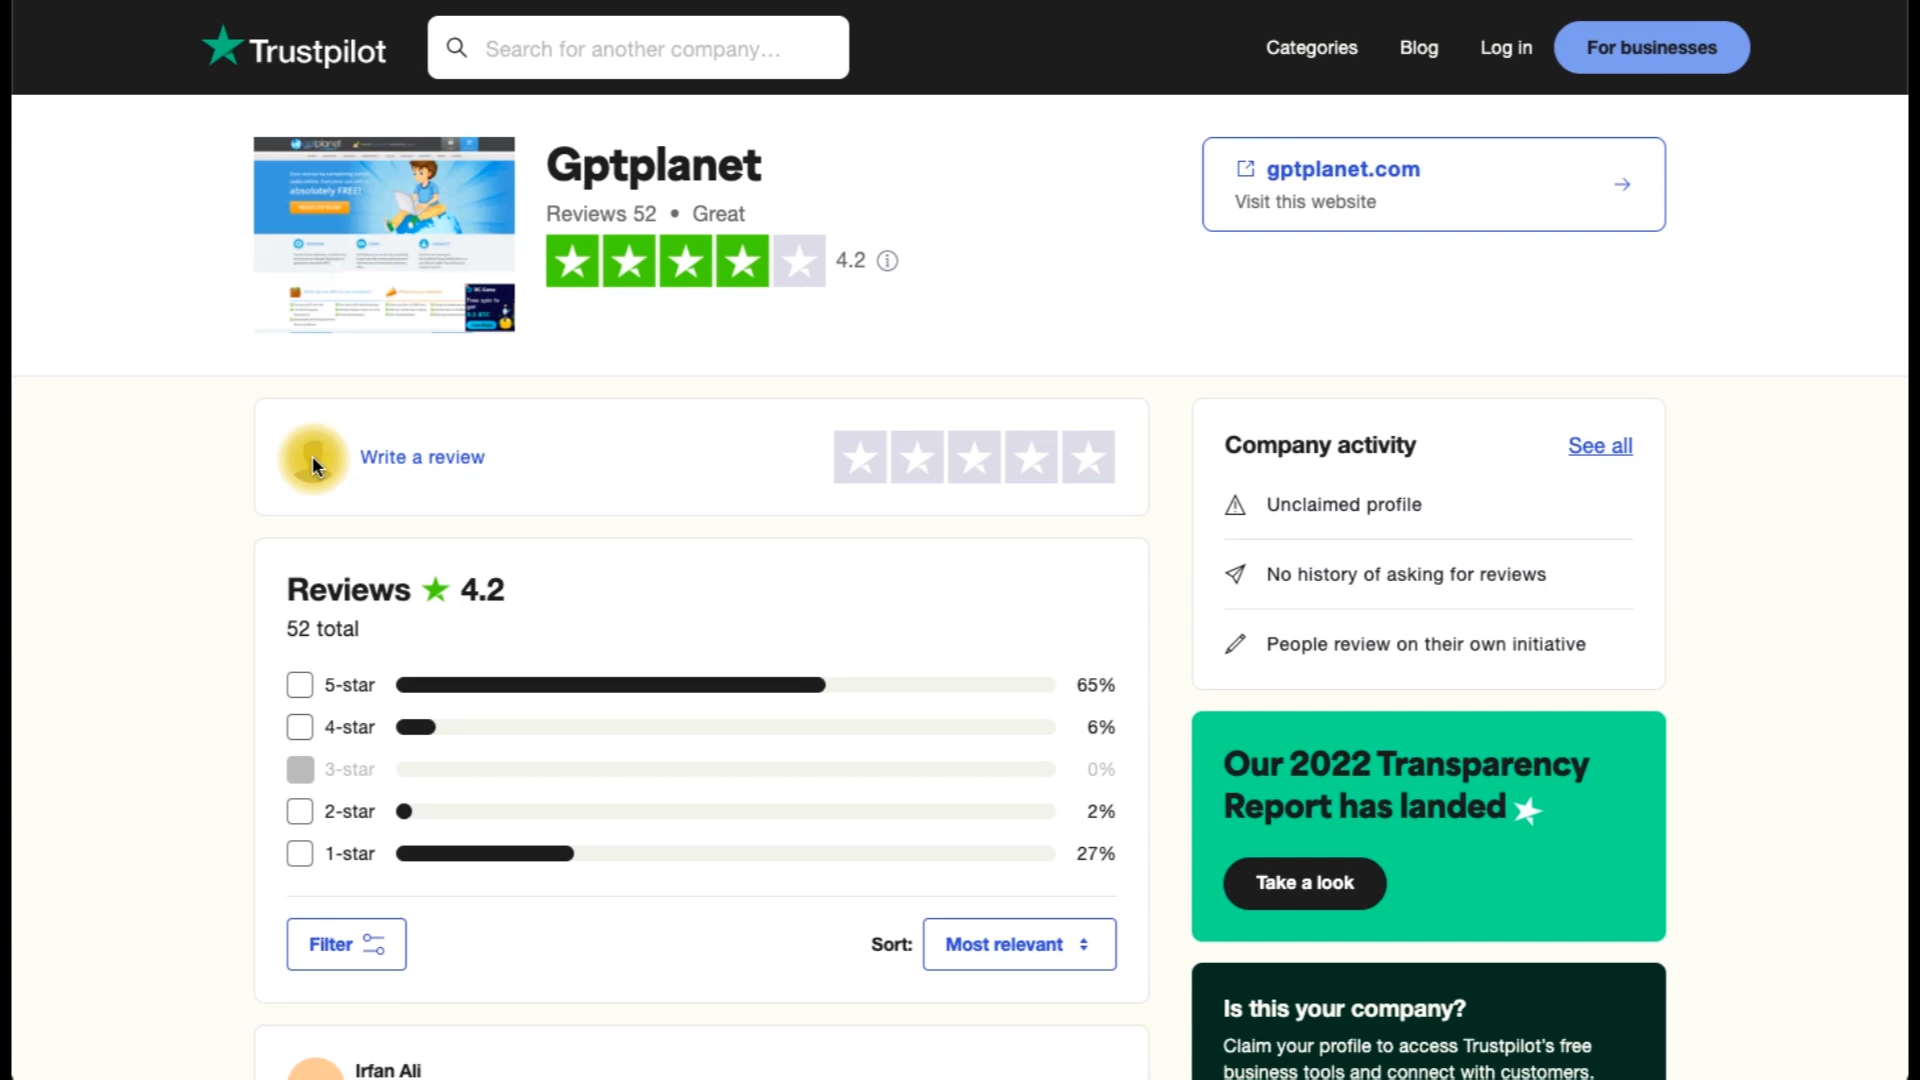 Trustpilot
Search for another company...
Categories
Blog
Log in
For businesses
Gptplanet
Reviews 52 • Great
4.2
gptplanet.com
Visit this website
absolutely FREE!
Write a review
Company activity
See all
Unclaimed profile
No history of asking for reviews
People review on their own initiative
Reviews 4.2
52 total
5-star 65%
4-star 6%
3-star 0%
2-star 2%
1-star 27%
Filter
Sort: Most relevant
Our 2022 Transparency
Report has landed
Take a look
Is this your company?
Claim your profile to access Trustpilot's free
business tools and connect with customers.
Irfan Ali